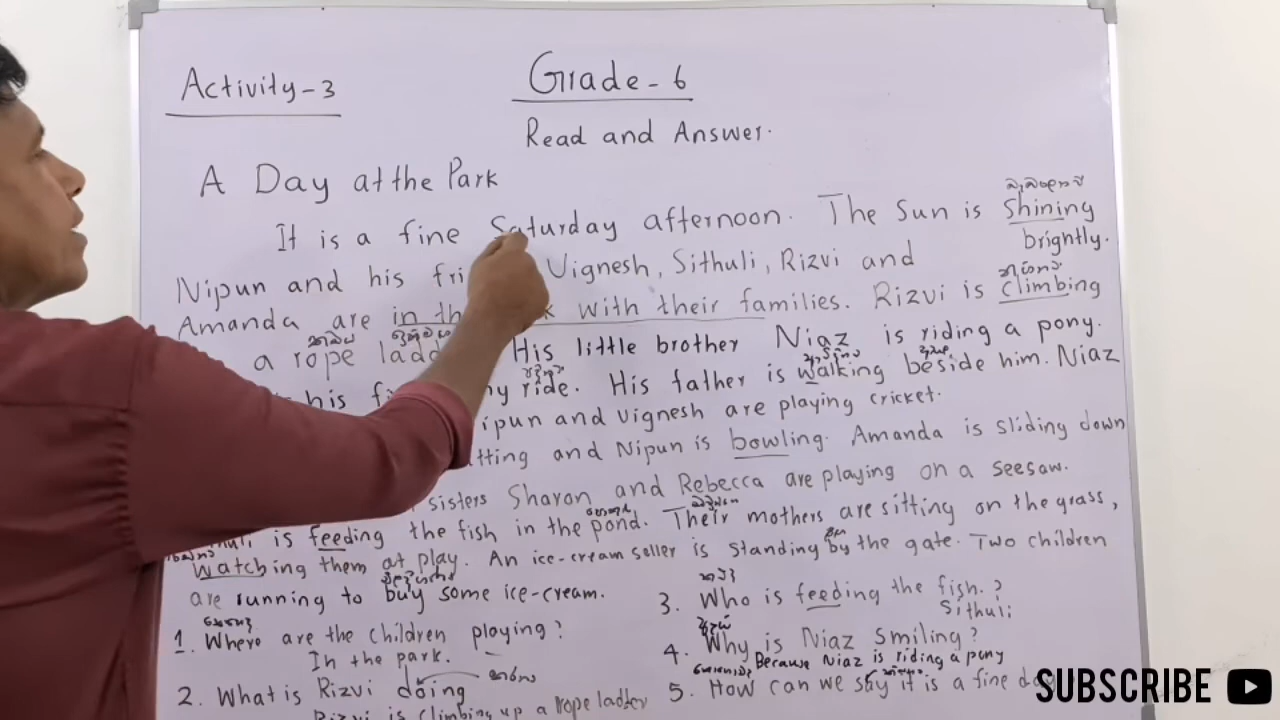 Activity-3
Grade-6
Read and Answer.
A Day at the Park
It is a fine Saturday afternoon. The Sun is Shining
brightly.
Nipun and his fri Vignesh, Sithuli, Rizvi and
Amanda are in th k with their families. Rizvi is climbing
a rope ladd His little brother Niaz is riding a pony.
his fi ny ride. His father is walking beside him. Niaz
ipun and Vignesh are playing cricket.
tting and Nipun is bowling. Amanda is sliding down
sisters Sharon and Rebecca are playing on a seesaw.
huli is feeding the fish in the pond. Their mothers are sitting on the grass,
watching them at play. An ice-cream seller is standing by the gate. Two children
are running to buy some ice-cream.
1. Where are the children playing?
In the park.
2. What is Rizvi doing
Rizvi is climbing up a rope ladder
3. Who is feeding the fish.?
Sithuli
4. Why is Niaz smiling?
Because Niaz is riding a pony
5. How can we say it is a fine da
SUBSCRIBE